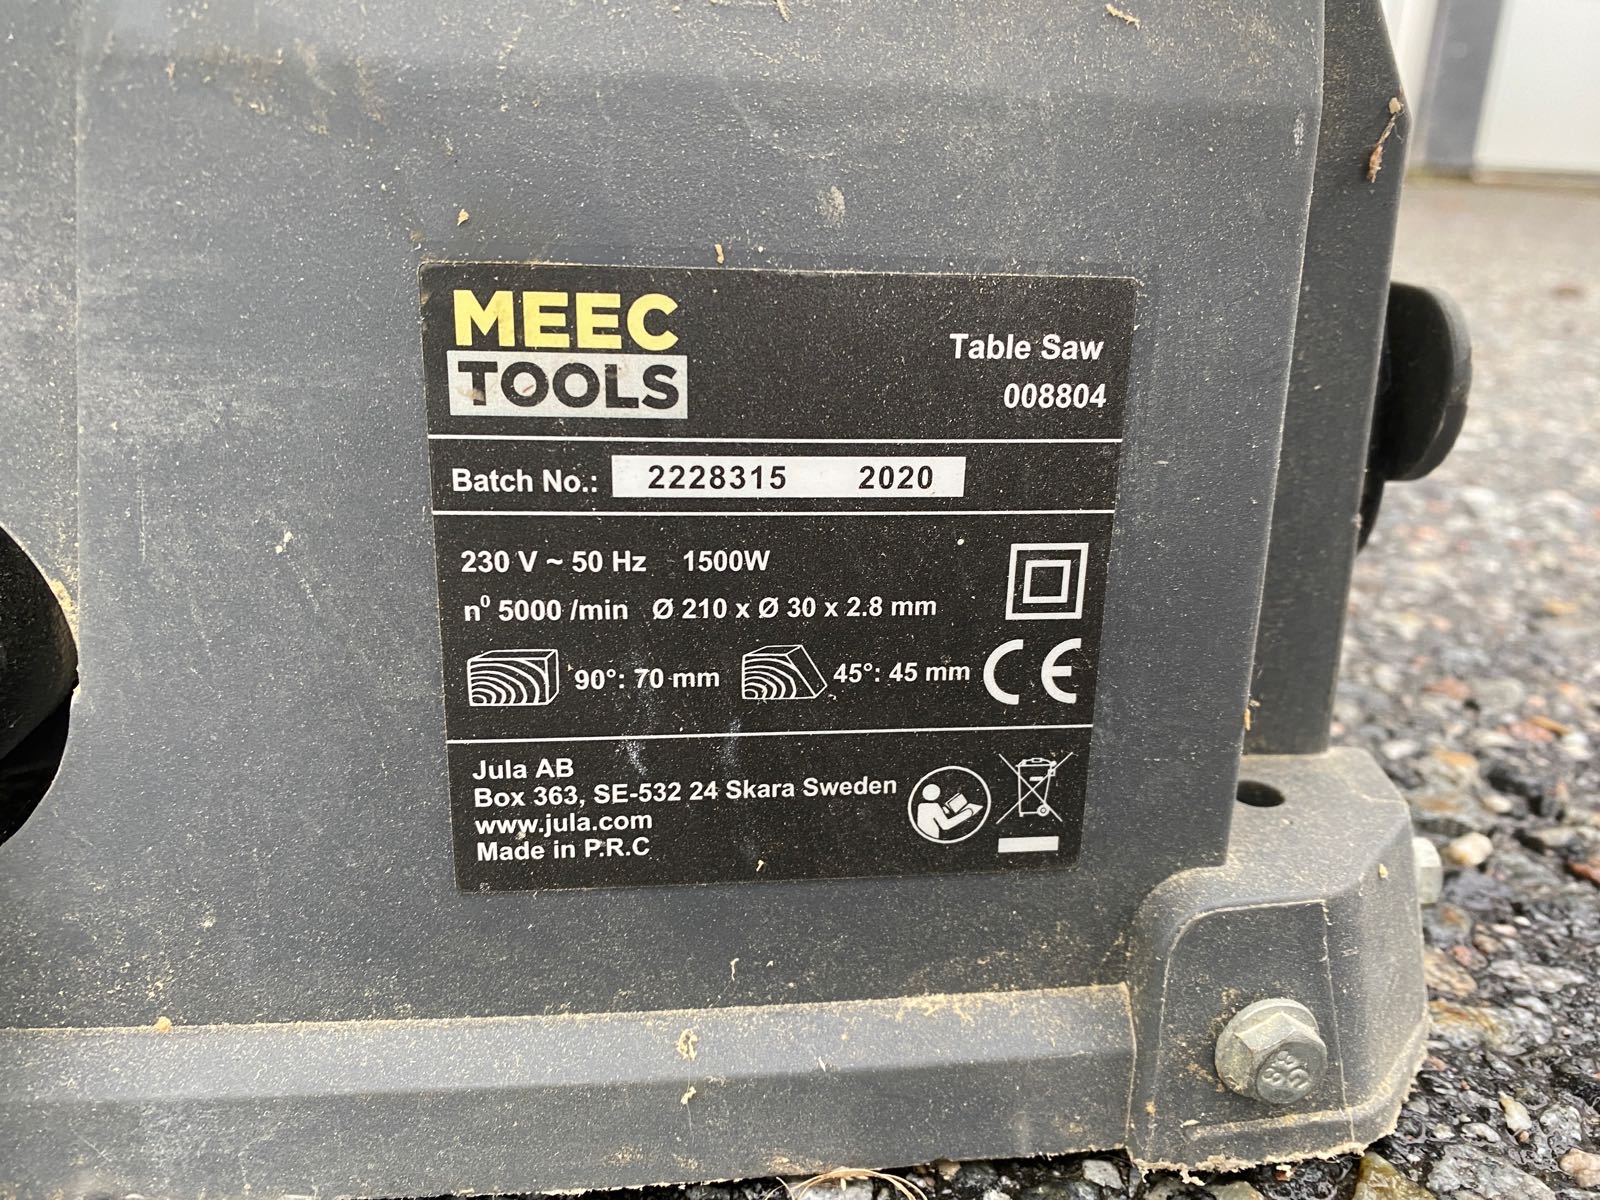 MEEC
TOOLS
Table Saw
008804
Batch No.: 2228315 2020
230 V ~ 50 Hz 1500W
n⁰ 5000 /min Ø 210 x Ø 30 x 2.8 mm
90°: 70 mm 45°: 45 mm CE
Jula AB
Box 363, SE-532 24 Skara Sweden
www.jula.com
Made in P.R.C